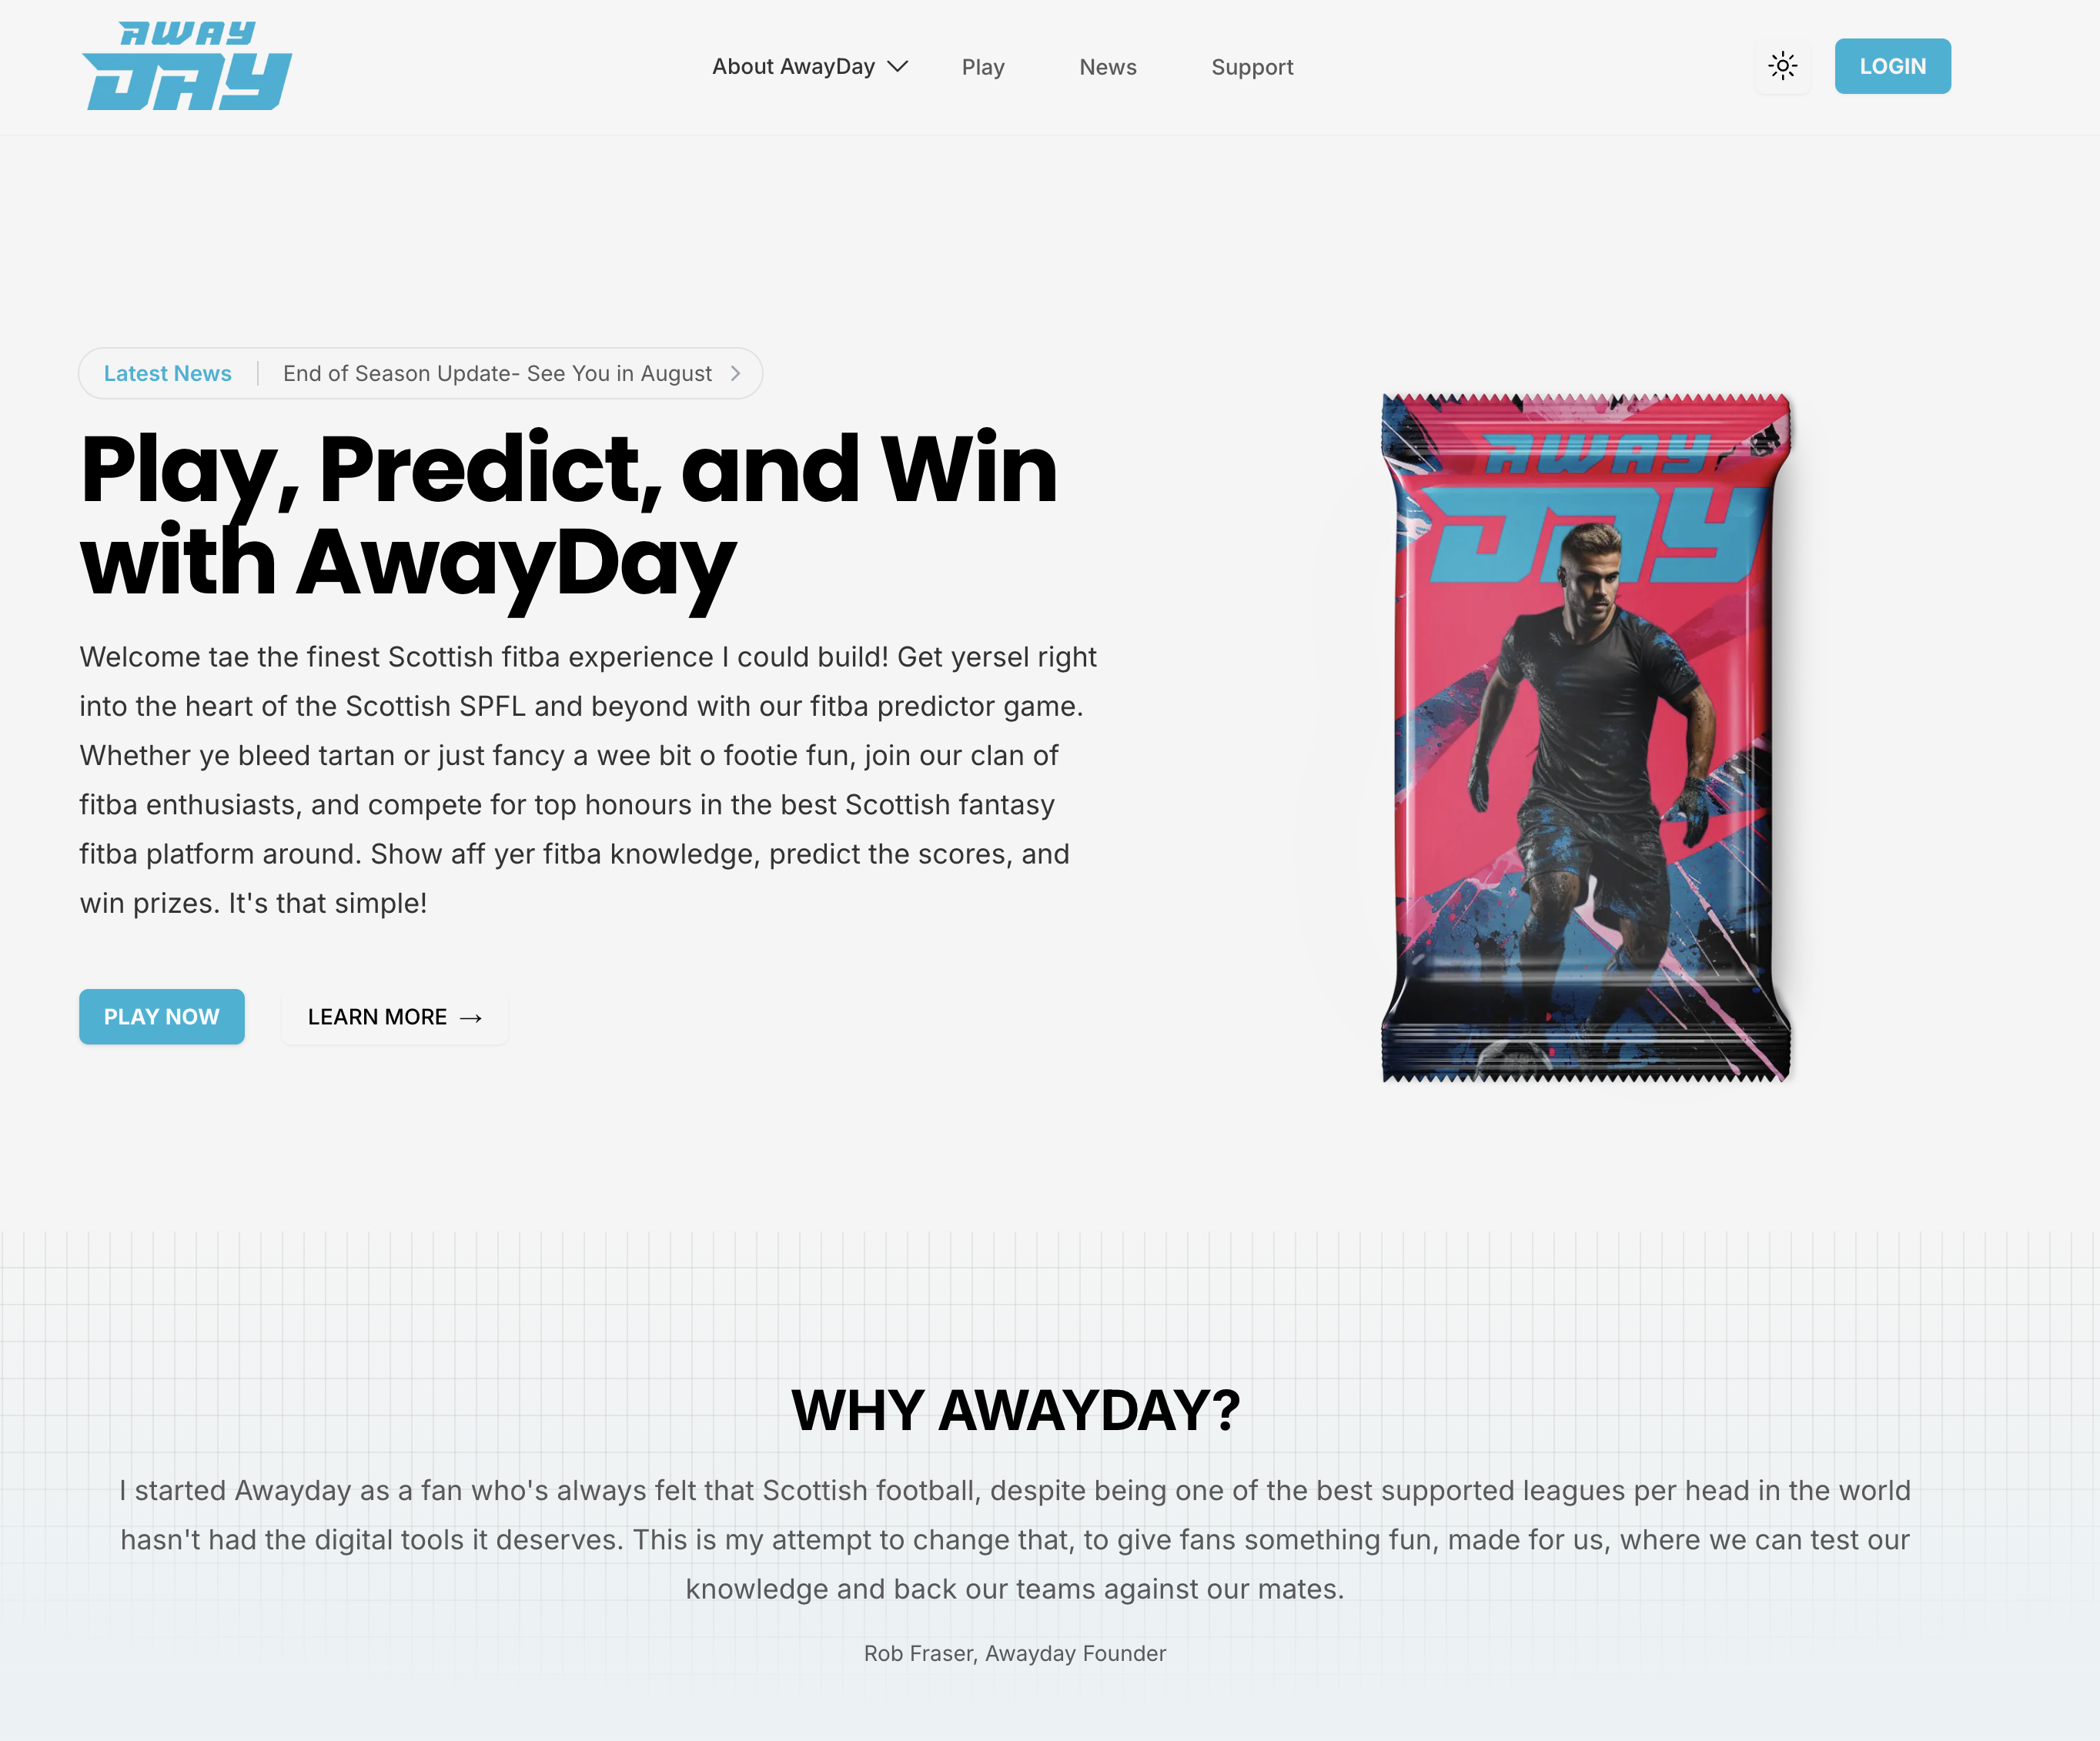 AWAY
DAY
About AwayDay
Play
News
Support
LOGIN
Latest News
End of Season Update- See You in August
Play, Predict, and Win
with AwayDay
Welcome tae the finest Scottish fitba experience I could build! Get yersel right
into the heart of the Scottish SPFL and beyond with our fitba predictor game.
Whether ye bleed tartan or just fancy a wee bit o footie fun, join our clan of
fitba enthusiasts, and compete for top honours in the best Scottish fantasy
fitba platform around. Show aff yer fitba knowledge, predict the scores, and
win prizes. It's that simple!
PLAY NOW
LEARN MORE →
AWAY
DAY
WHY AWAYDAY?
I started Awayday as a fan who's always felt that Scottish football, despite being one of the best supported leagues per head in the world
hasn't had the digital tools it deserves. This is my attempt to change that, to give fans something fun, made for us, where we can test our
knowledge and back our teams against our mates.
Rob Fraser, Awayday Founder